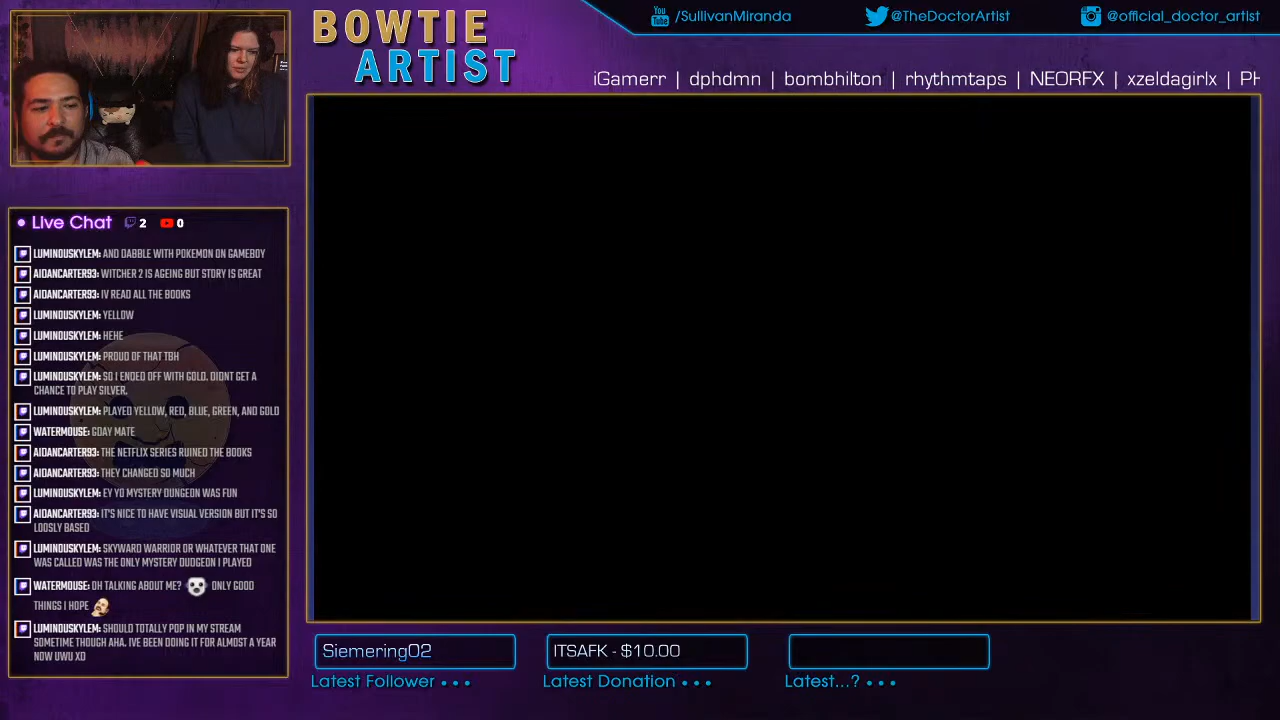 BOWTIE
ARTIST
You Tube /SullivanMiranda
@TheDoctorArtist
@official_doctor_artist
iGamerr | dphdmn | bombhilton | rhythmtaps | NEORFX | xzeldagirlx | PH
Live Chat 2 0
LUMINOUSKYLEM: AND DABBLE WITH POKEMON ON GAMEBOY
AIDANCARTER93: WITCHER 2 IS AGEING BUT STORY IS GREAT
AIDANCARTER93: IV READ ALL THE BOOKS
LUMINOUSKYLEM: YELLOW
LUMINOUSKYLEM: HEHE
LUMINOUSKYLEM: PROUD OF THAT TBH
LUMINOUSKYLEM: SO I ENDED OFF WITH GOLD. DIDNT GET A
CHANCE TO PLAY SILVER.
LUMINOUSKYLEM: PLAYED YELLOW, RED, BLUE, GREEN, AND GOLD
WATERMOUSE: GDAY MATE
AIDANCARTER93: THE NETFLIX SERIES RUINED THE BOOKS
AIDANCARTER93: THEY CHANGED SO MUCH
LUMINOUSKYLEM: EY YO MYSTERY DUNGEON WAS FUN
AIDANCARTER93: IT'S NICE TO HAVE VISUAL VERSION BUT IT'S SO
LOOSLY BASED
LUMINOUSKYLEM: SKYWARD WARRIOR OR WHATEVER THAT ONE
WAS CALLED WAS THE ONLY MYSTERY DUDGEON I PLAYED
WATERMOUSE: OH TALKING ABOUT ME? ONLY GOOD
THINGS I HOPE
LUMINOUSKYLEM: SHOULD TOTALLY POP IN MY STREAM
SOMETIME THOUGH AHA. IVE BEEN DOING IT FOR ALMOST A YEAR
NOW UWU XD
Siemering02
Latest Follower • • •
ITSAFK - $10.00
Latest Donation • • •
Latest...? • • •